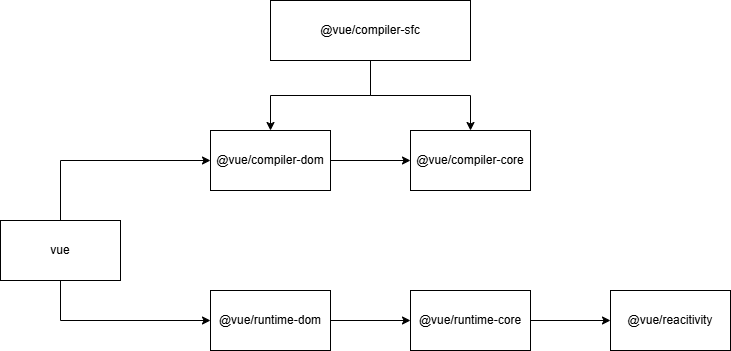 @vue/compiler-sfc
@vue/compiler-dom
@vue/compiler-core
vue
@vue/runtime-dom
@vue/runtime-core
@vue/reacitivity